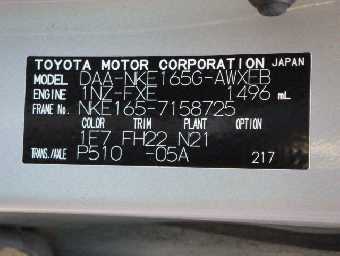 TOYOTA MOTOR CORPORATION JAPAN
MODEL DAA-NKE165G-AWXEB
ENGINE 1NZ-FXE 1496 mL
FRAME No. NKE165-7158725
COLOR TRIM PLANT OPTION
1E7 FH22 N21
TRANS./AXLE P510 -05A 217